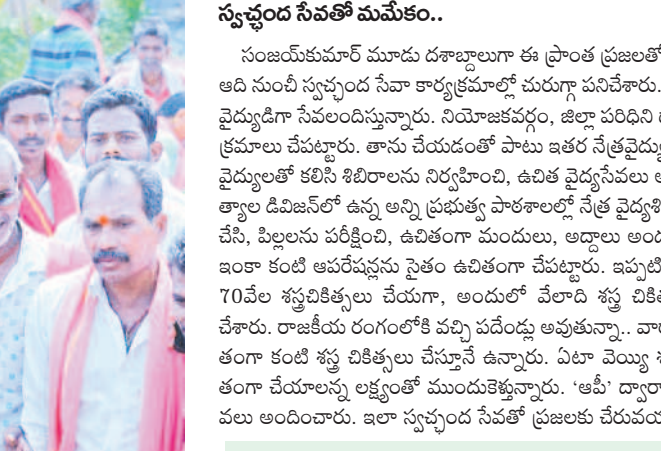 స్వచ్ఛంద సేవతో మమేకం..
సంజయ్‌కుమార్ మూడు దశాబ్దాలుగా ఈ ప్రాంత ప్రజలతో
ఆది నుంచీ స్వచ్ఛంద సేవా కార్యక్రమాల్లో చురుగ్గా పనిచేశారు.
వైద్యుడిగా సేవలందిస్తున్నారు. నియోజకవర్గం, జిల్లా పరిధిని
క్రమాలు చేపట్టారు. తాను చేయడంతో పాటు ఇతర నేత్రవైద్యు
వైద్యులతో కలిసి శిబిరాలను నిర్వహించి, ఉచిత వైద్యసేవలు
త్యాల డివిజన్‌లో ఉన్న అన్ని ప్రభుత్వ పాఠశాలల్లో నేత్ర వైద్యశి
చేసి, పిల్లలను పరీక్షించి, ఉచితంగా మందులు, అద్దాలు అం
ఇంకా కంటి ఆపరేషన్లను సైతం ఉచితంగా చేపట్టారు. ఇప్పటి
70వేల శస్త్రచికిత్సలు చేయగా, అందులో వేలాది శస్త్ర చికి
చేశారు. రాజకీయ రంగంలోకి వచ్చి పదేండ్లు అవుతున్నా.. వా
తంగా కంటి శస్త్ర చికిత్సలు చేస్తూనే ఉన్నారు. ఏటా వెయ్యి
తంగా చేయాలన్న లక్ష్యంతో ముందుకెళ్తున్నారు. ‘ఆపీ’ ద్వారా
వలు అందించారు. ఇలా స్వచ్ఛంద సేవతో ప్రజలకు చేరువయ